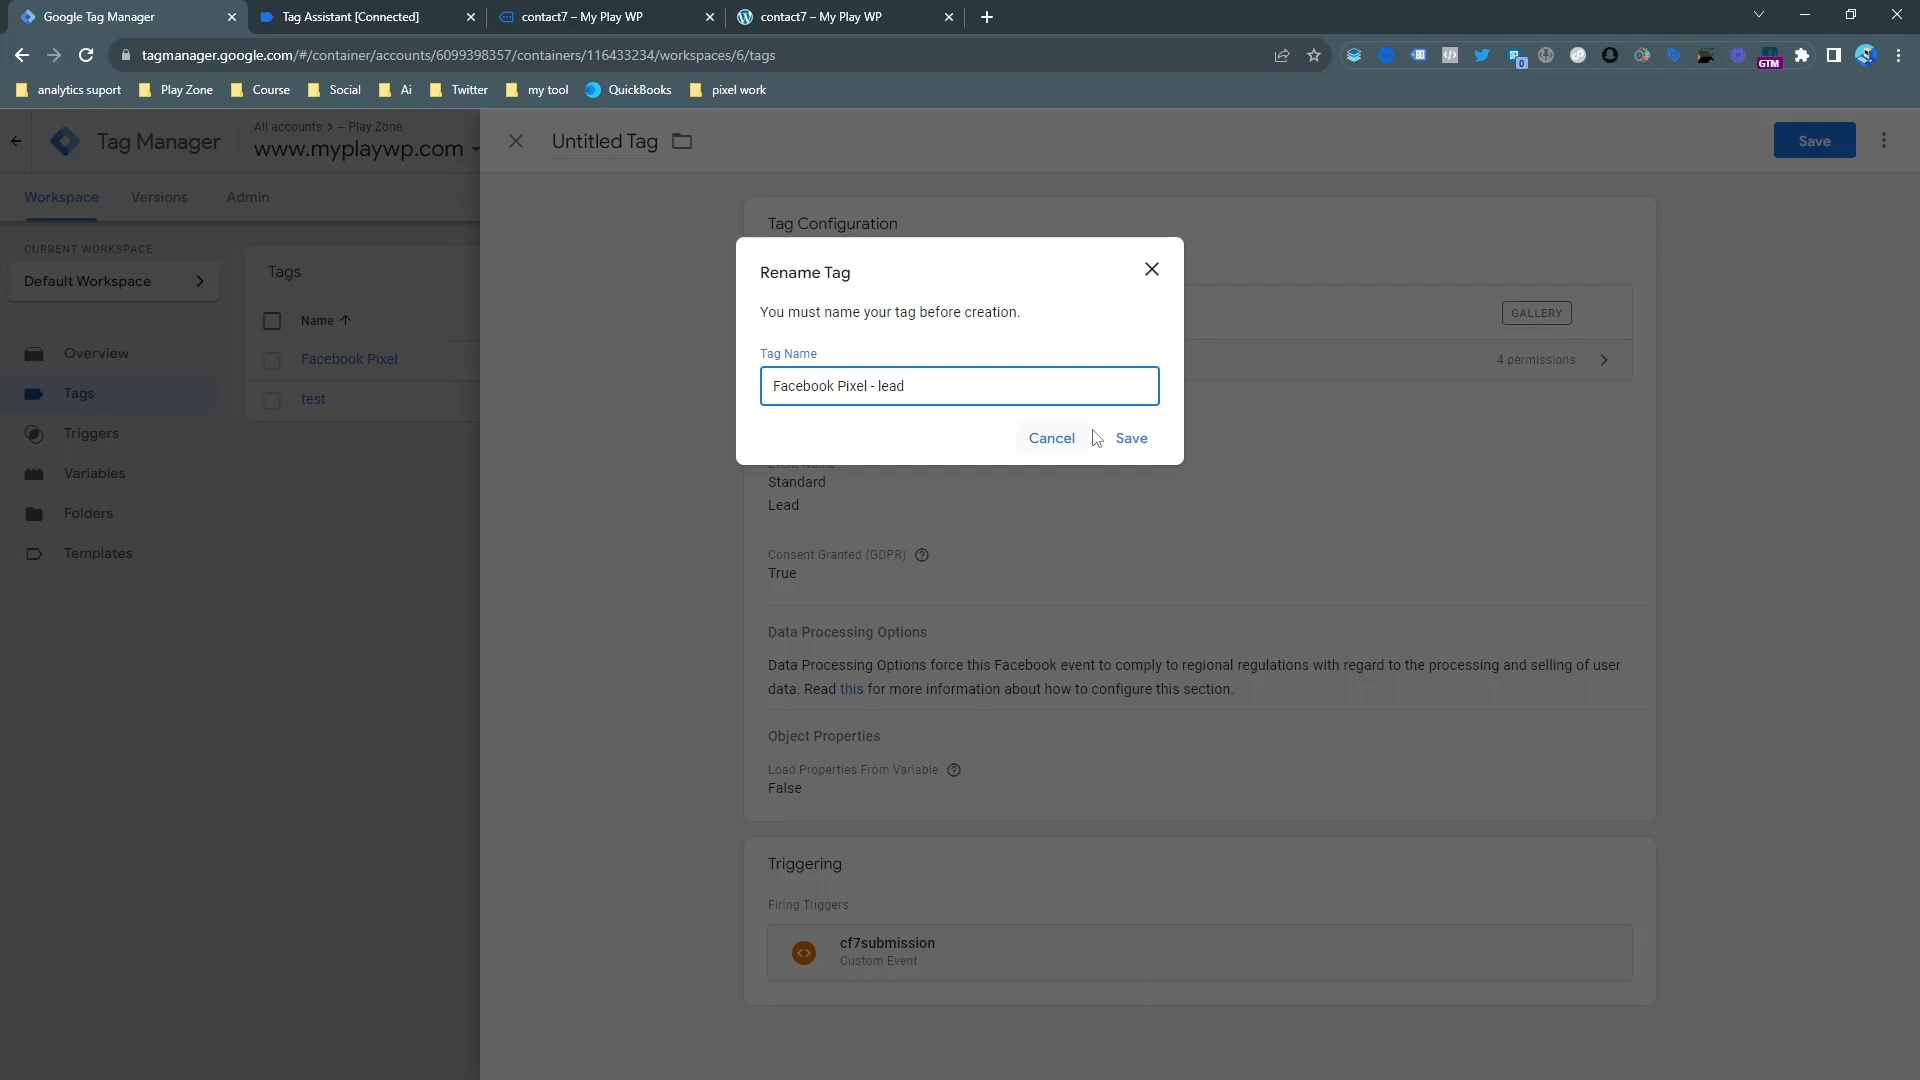 Google Tag Manager
Tag Assistant [Connected]
contact7 – My Play WP
contact7 – My Play WP
tagmanager.google.com/#/container/accounts/6099398357/containers/116433234/workspaces/6/tags
0
GTM
analytics suport
Play Zone
Course
Social
Ai
Twitter
my tool
QuickBooks
pixel work
Tag Manager
All accounts > -- Play Zone
www.myplaywp.com
Untitled Tag
Save
Workspace
Versions
Admin
CURRENT WORKSPACE
Default Workspace
Overview
Tags
Triggers
Variables
Folders
Templates
Tags
Name
Facebook Pixel
test
Tag Configuration
GALLERY
4 permissions
Rename Tag
You must name your tag before creation.
Tag Name
Facebook Pixel - lead
Cancel
Save
Event Name
Standard
Lead
Consent Granted (GDPR)
True
Data Processing Options
Data Processing Options force this Facebook event to comply to regional regulations with regard to the processing and selling of user
data. Read this for more information about how to configure this section.
Object Properties
Load Properties From Variable
False
Triggering
Firing Triggers
cf7submission
Custom Event